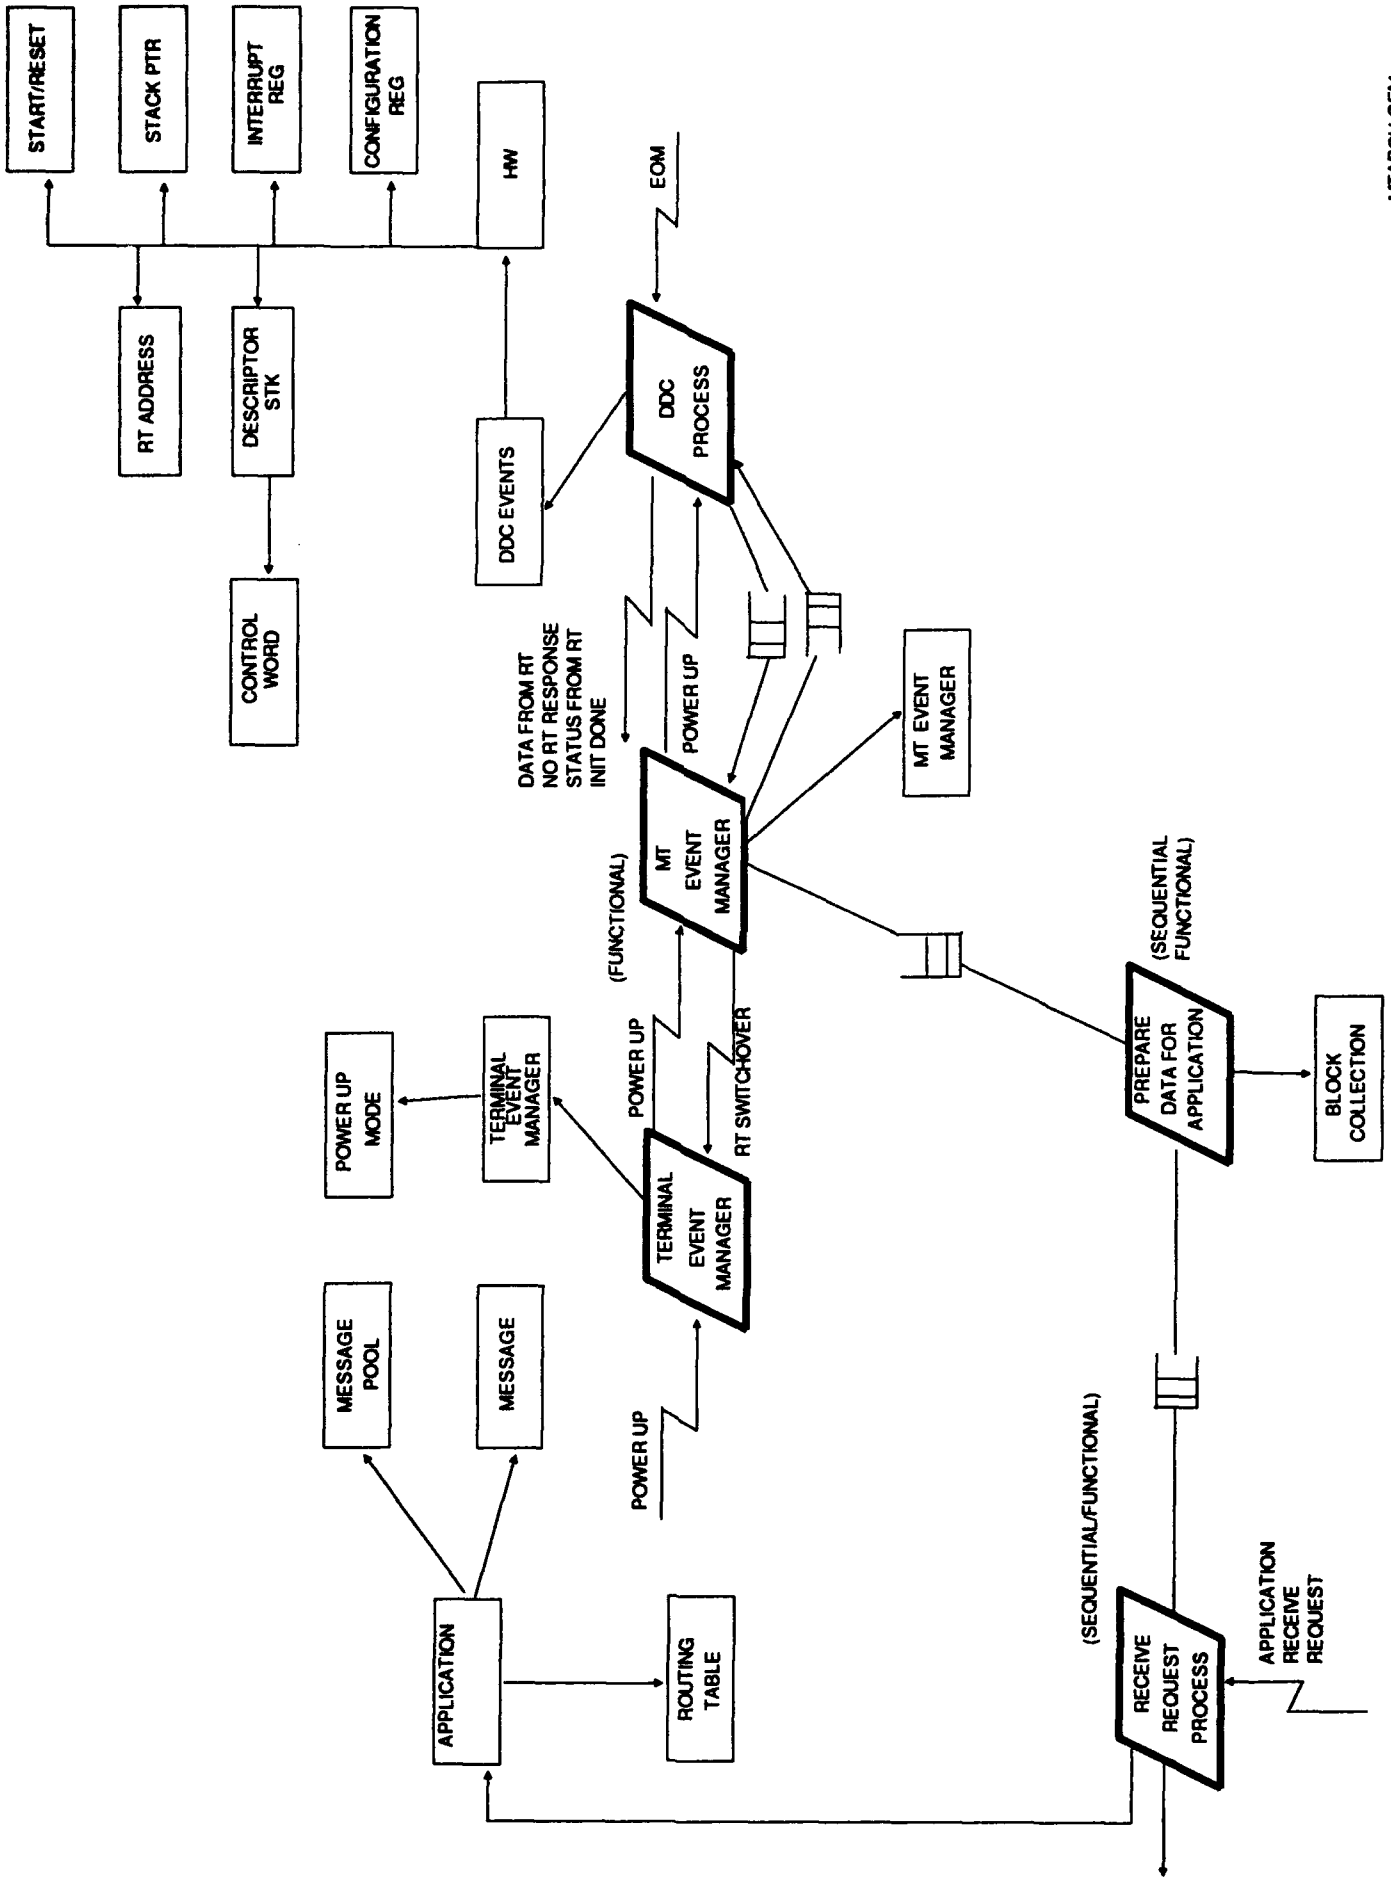 START/RESET
STACK PTR
INTERRUPT
REG
CONFIGURATION
REG
RT ADDRESS
DESCRIPTOR
STK
CONTROL
WORD
HW
DDC EVENTS
MESSAGE
POOL
MESSAGE
POWER UP
MODE
TERMINAL
EVENT
MANAGER
APPLICATION
ROUTING
TABLE
POWER UP
TERMINAL
EVENT
MANAGER
POWER UP
RT SWITCHOVER
(FUNCTIONAL)
MT
EVENT
MANAGER
DATA FROM RT
NO RT RESPONSE
STATUS FROM RT
INIT DONE
POWER UP
DDC
PROCESS
EOM
MT EVENT
MANAGER
(SEQUENTIAL/FUNCTIONAL)
RECEIVE
REQUEST
PROCESS
APPLICATION
RECEIVE
REQUEST
(SEQUENTIAL
FUNCTIONAL)
PREPARE
DATA FOR
APPLICATION
BLOCK
COLLECTION